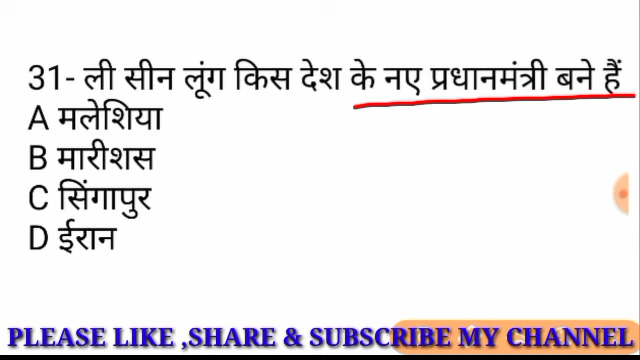 31- ली सीन लूंग किस देश के नए प्रधानमंत्री बने हैं
A मलेशिया
B मारीशस
C सिंगापुर
D ईरान
PLEASE LIKE ,SHARE & SUBSCRIBE MY CHANNEL